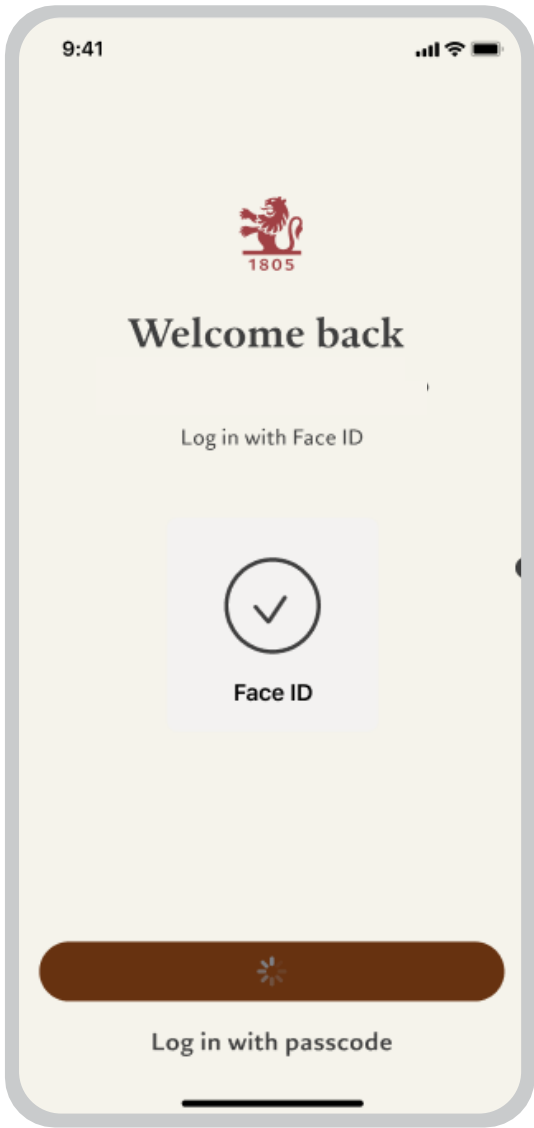 9:41
1805
Welcome back
Log in with Face ID
Face ID
Log in with passcode